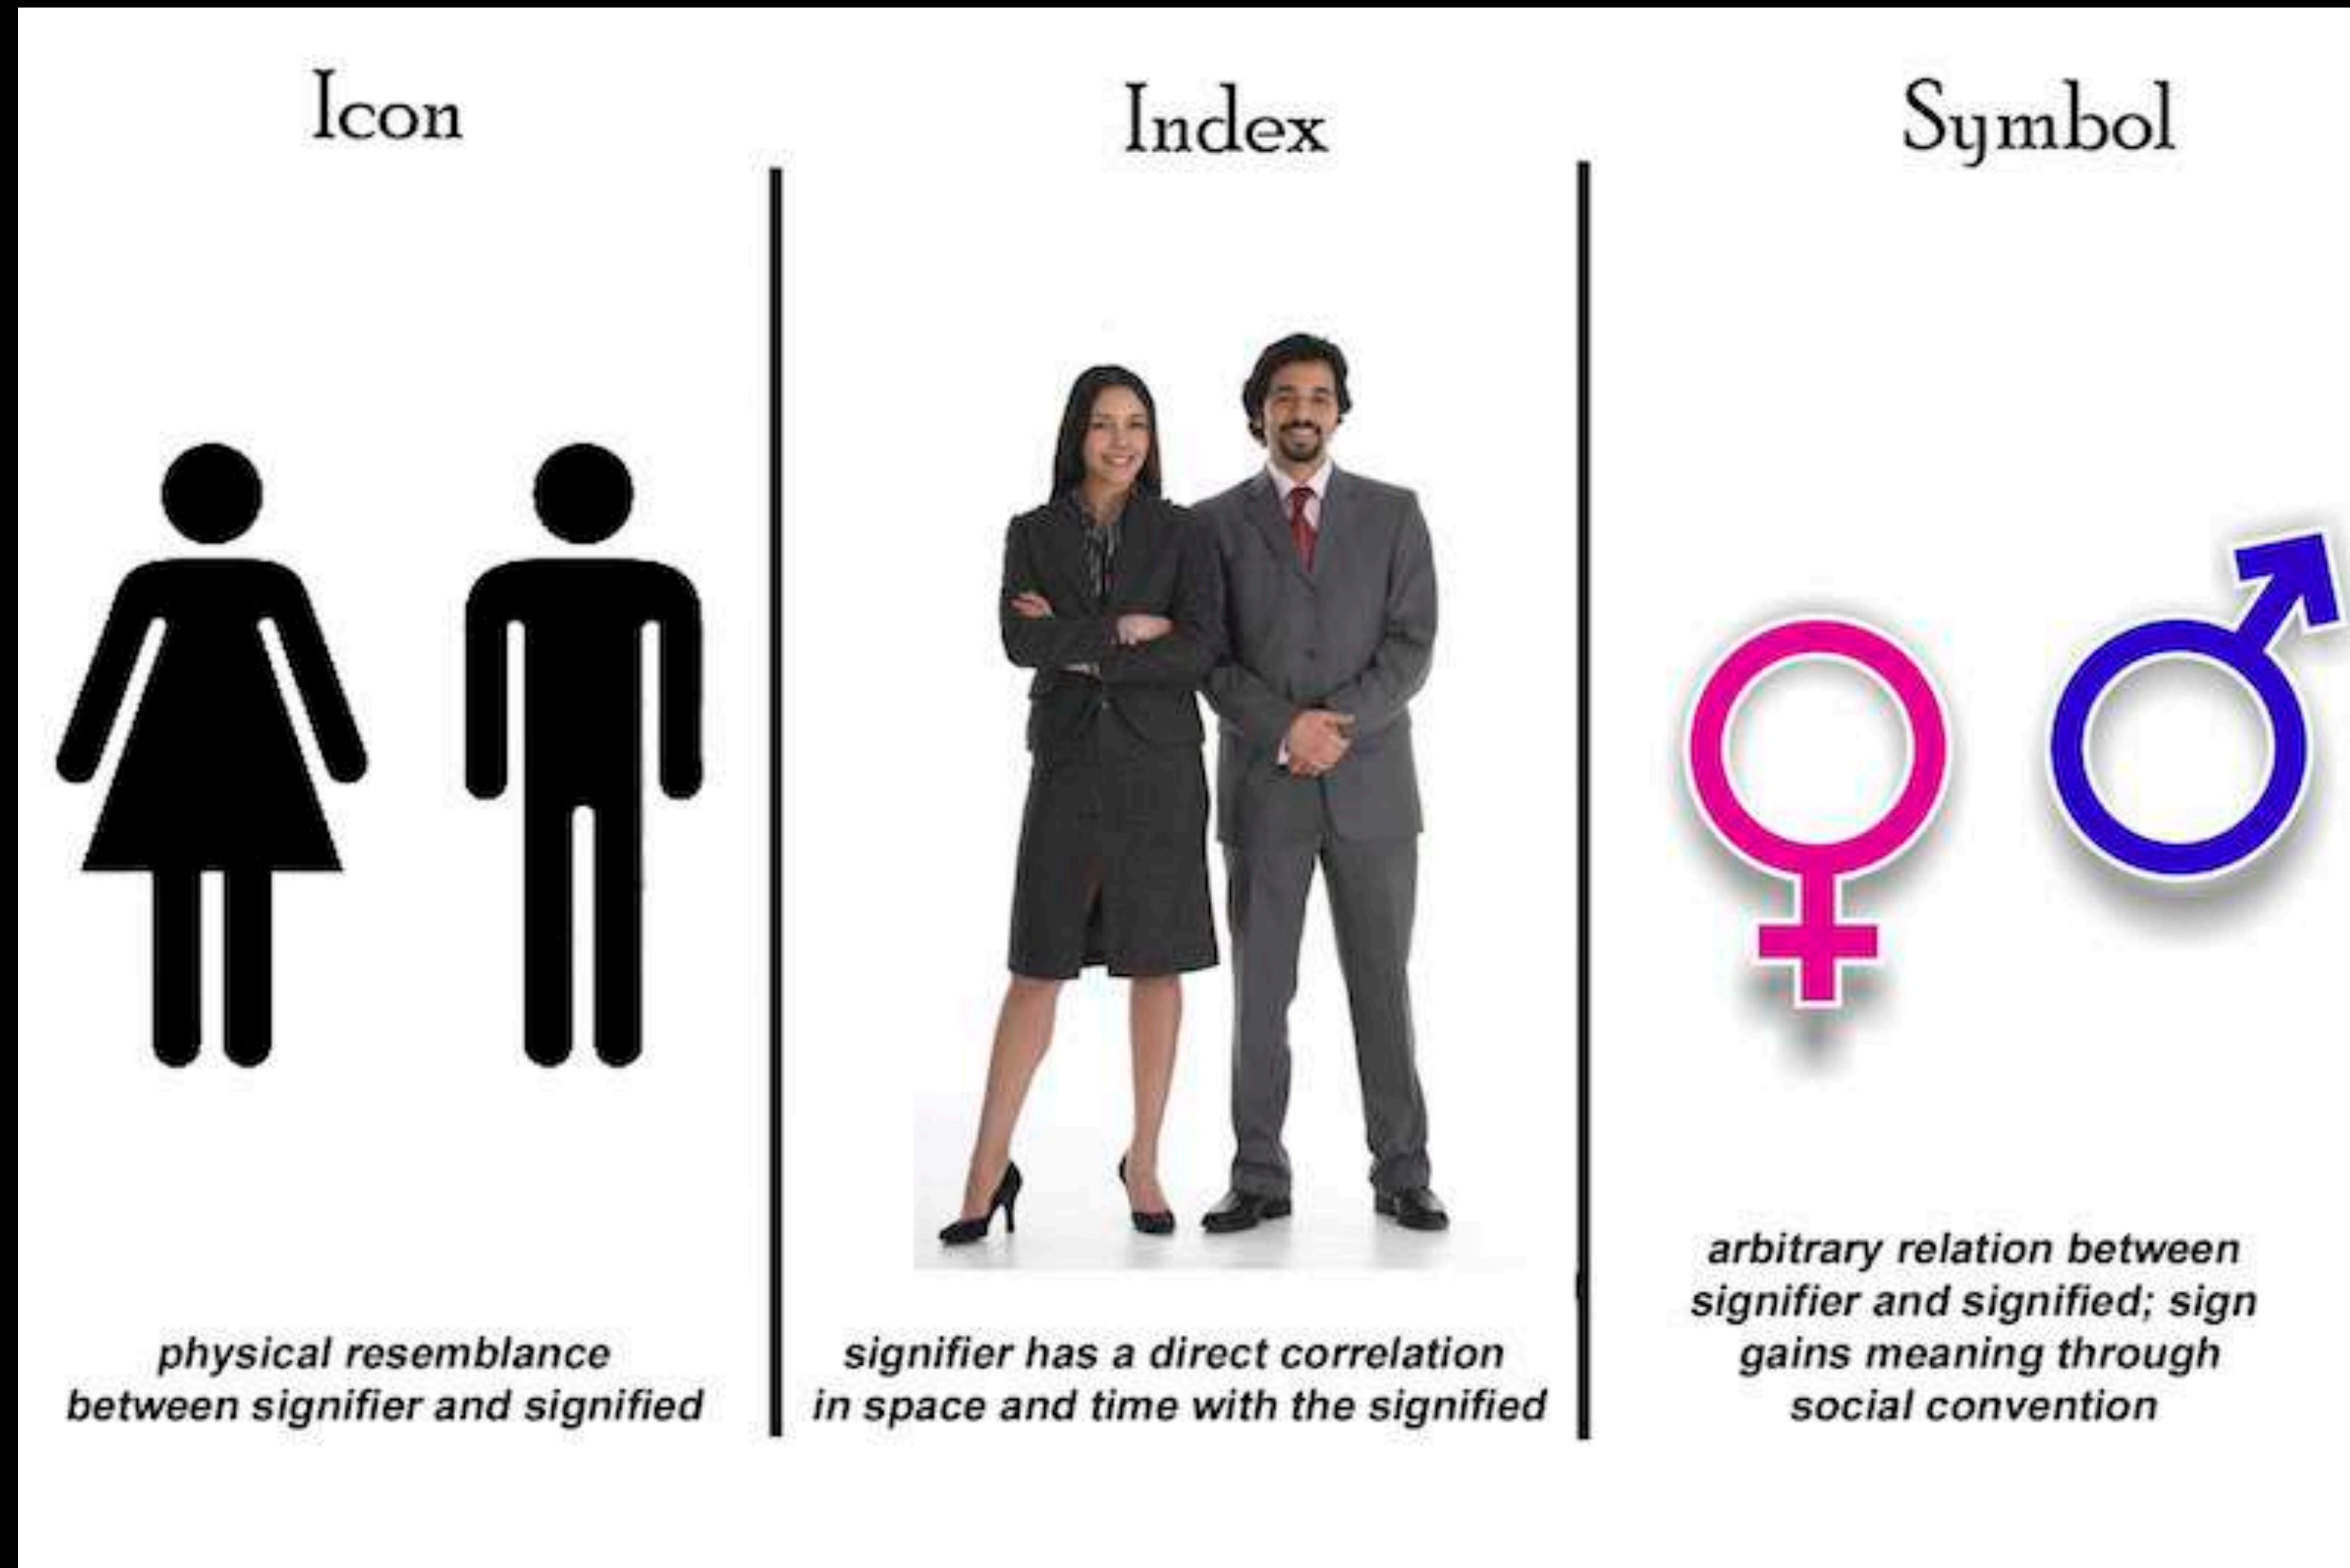 Icon
physical resemblance
between signifier and signified
Index
signifier has a direct correlation
in space and time with the signified
Symbol
arbitrary relation between
signifier and signified; sign
gains meaning through
social convention